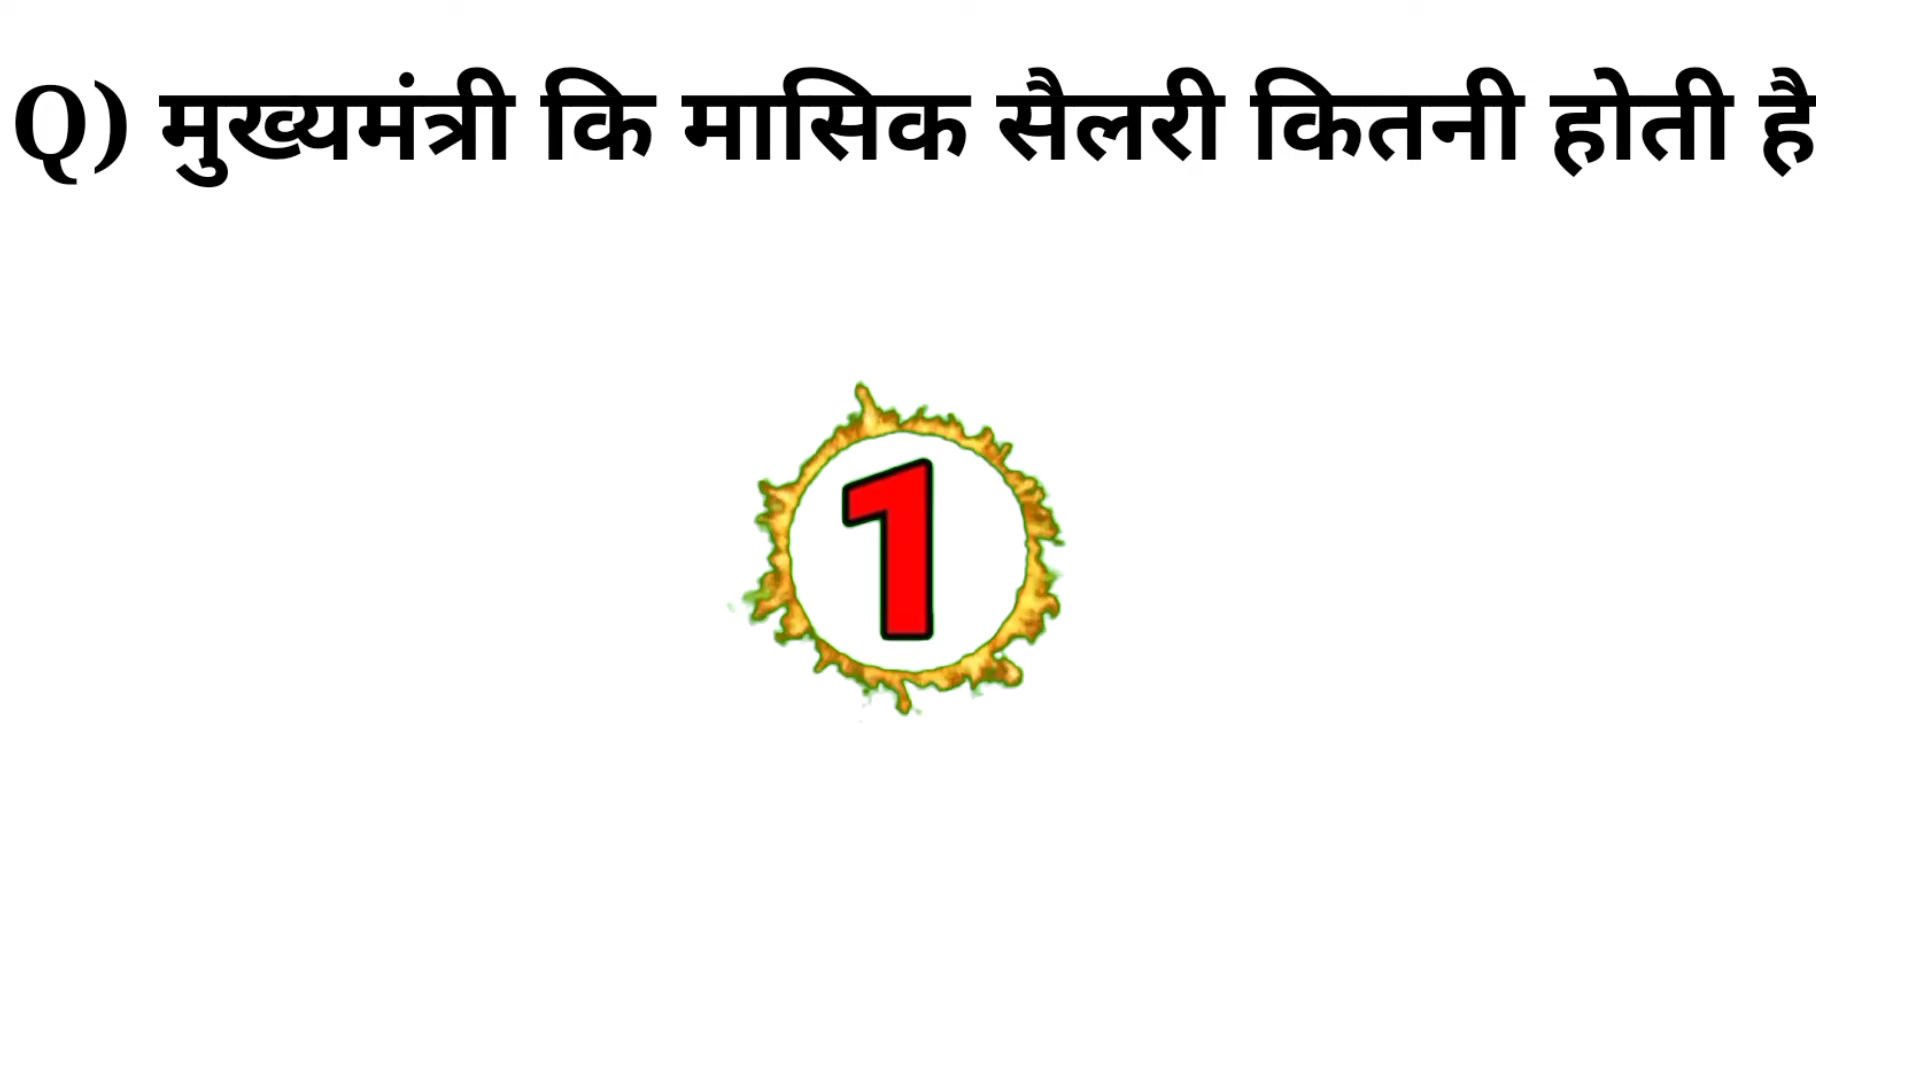 Q) मुख्यमंत्री कि मासिक सैलरी कितनी होती है
1